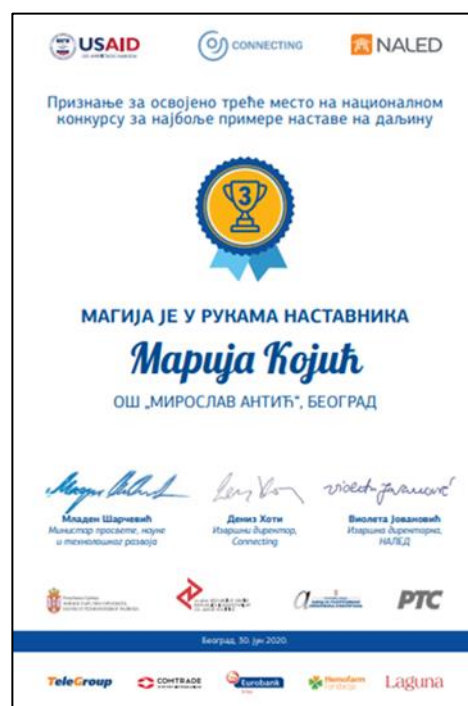 USAID
CONNECTING
NALED
Признање за освојено треће место на националном
конкурсу за најбоље примере наставе на даљину
3
МАГИЈА ЈЕ У РУКАМА НАСТАВНИКА
Марија Којић
ОШ „МИРОСЛАВ АНТИЋ“, БЕОГРАД
Младен Шарчевић
Министар просвете, науке
и технолошког развоја
Дениз Хоти
Извршни директор,
Connecting
Виолета Јовановић
Извршна директорка,
НАЛЕД
РТС
Београд, 30. јун 2020.
TeleGroup
COMTRADE
Eurobank
Hemofarm
Laguna